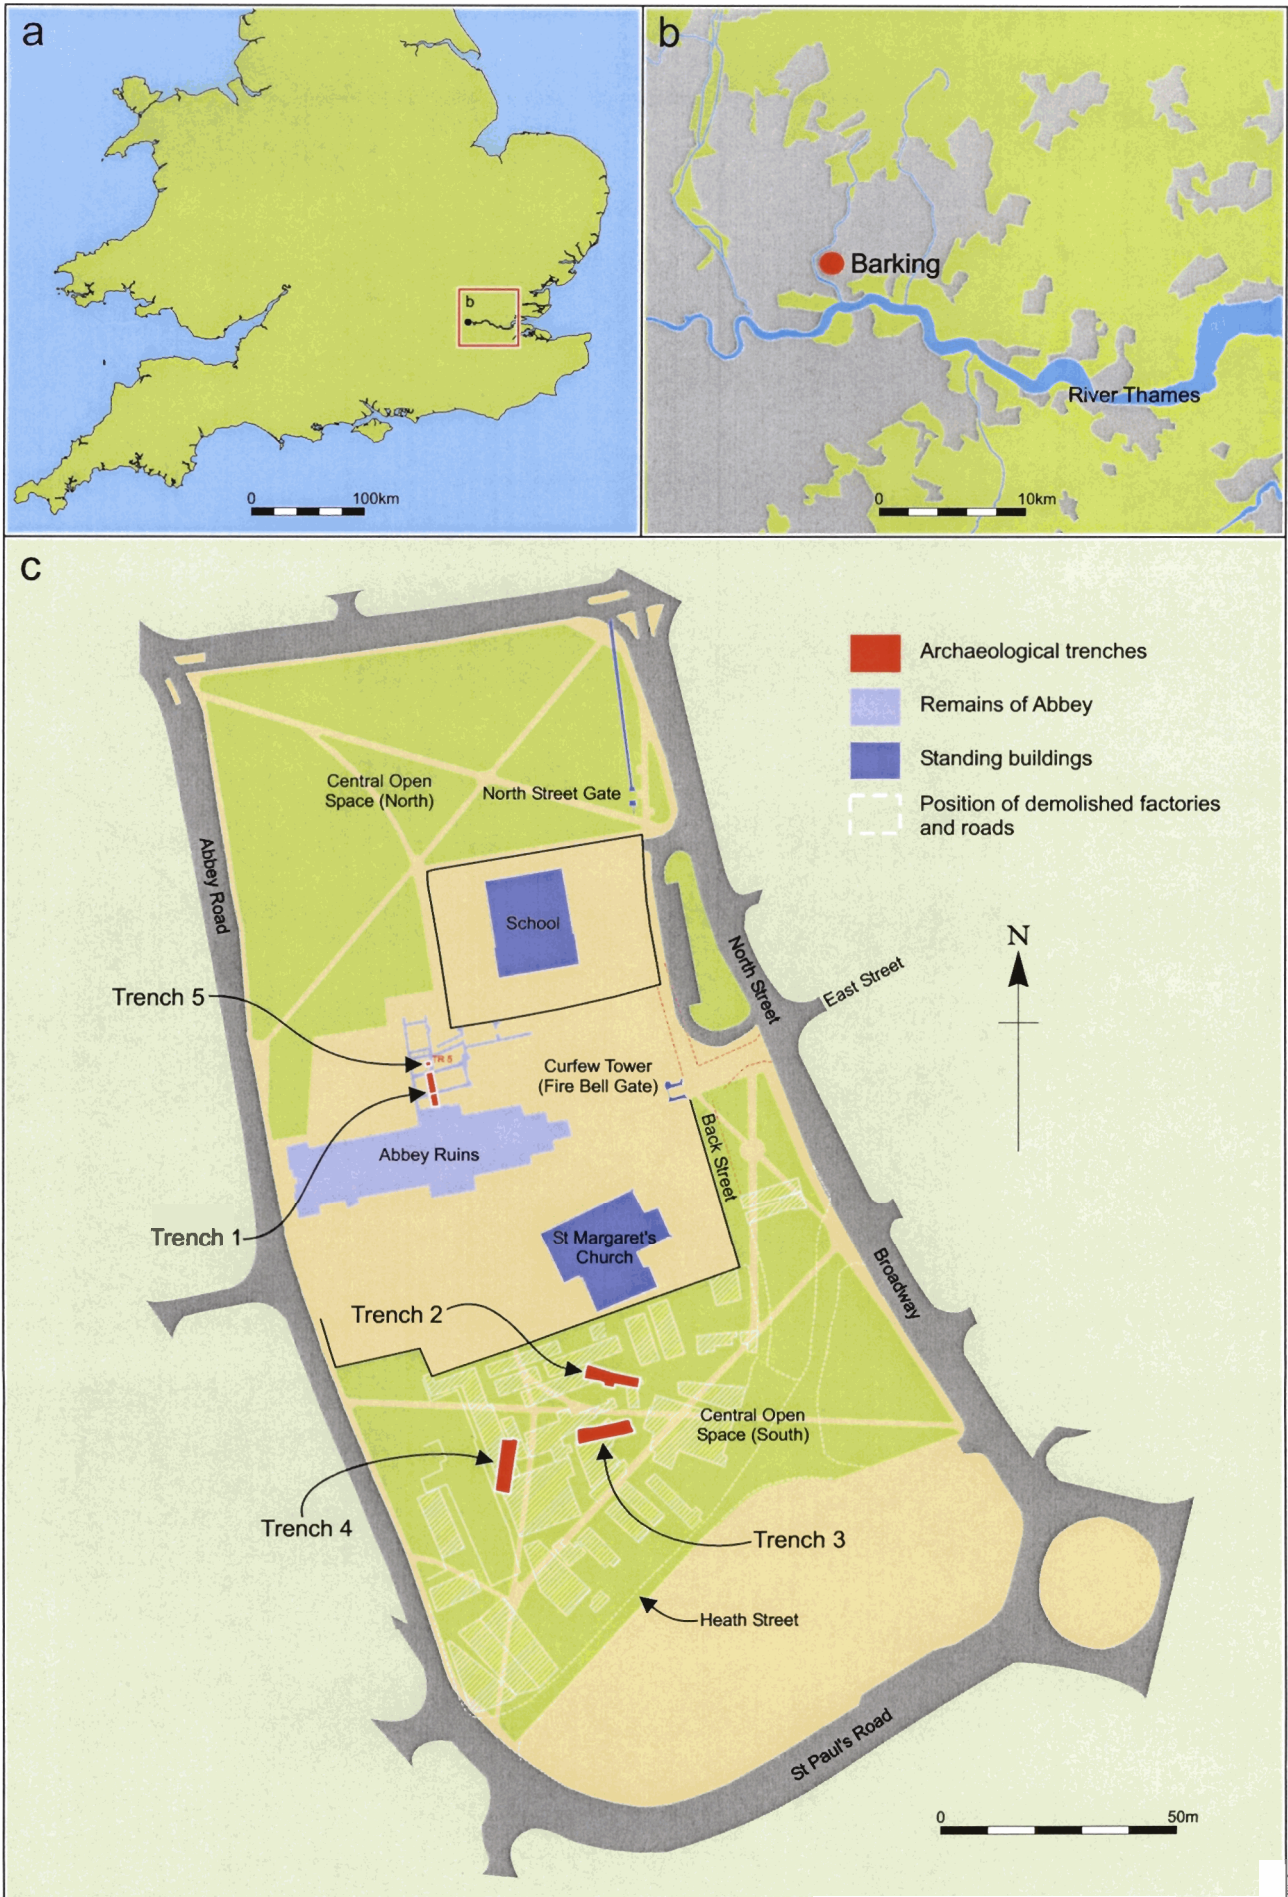 a
b
0 100km
b
Barking
River Thames
0 10km
c
Archaeological trenches
Remains of Abbey
Standing buildings
Position of demolished factories
and roads
Central Open
Space (North)
North Street Gate
Abbey Road
School
North Street
East Street
N
Trench 5
TR 5
Curfew Tower
(Fire Bell Gate)
Back Street
Abbey Ruins
Trench 1
St Margaret's
Church
Broadway
Trench 2
Central Open
Space (South)
Trench 4
Trench 3
Heath Street
St Paul's Road
0 50m